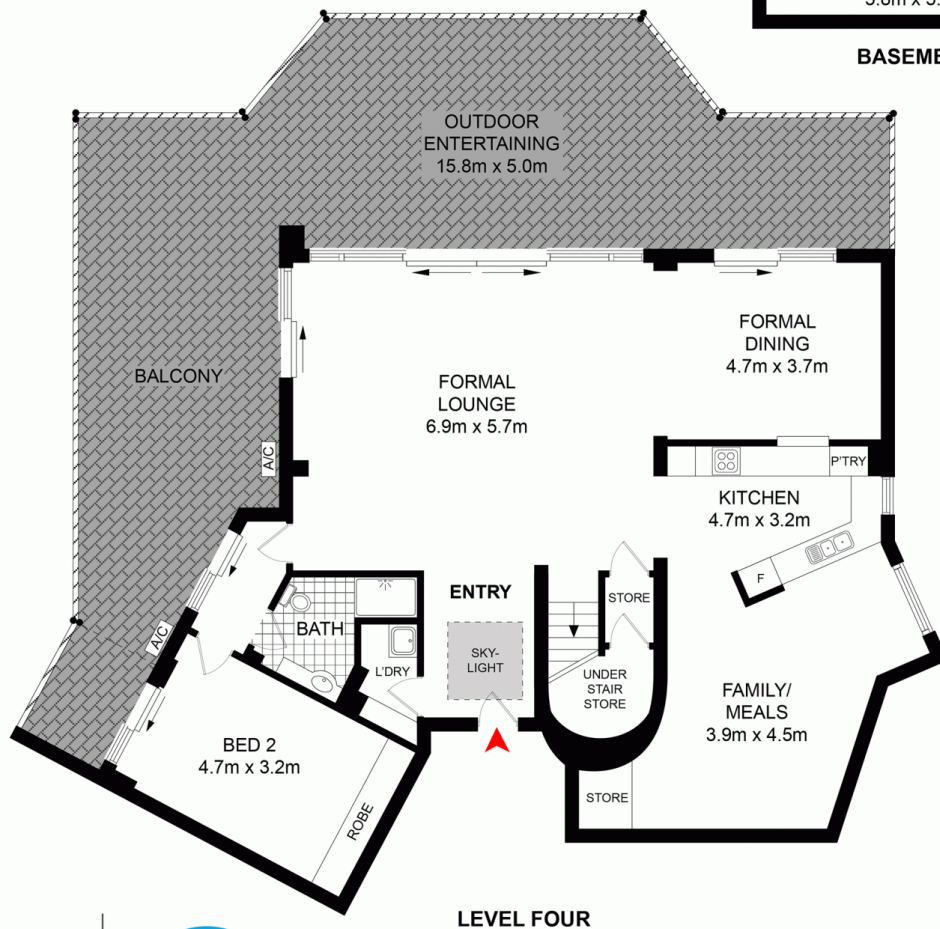 BASEME
OUTDOOR
ENTERTAINING
15.8m x 5.0m
FORMAL
DINING
4.7m x 3.7m
BALCONY
FORMAL
LOUNGE
6.9m x 5.7m
A/C
P'TRY
KITCHEN
4.7m x 3.2m
F
ENTRY
STORE
BATH
A/C
SKY-
LIGHT
L'DRY
UNDER
STAIR
STORE
FAMILY/
MEALS
3.9m x 4.5m
BED 2
4.7m x 3.2m
STORE
ROBE
LEVEL FOUR